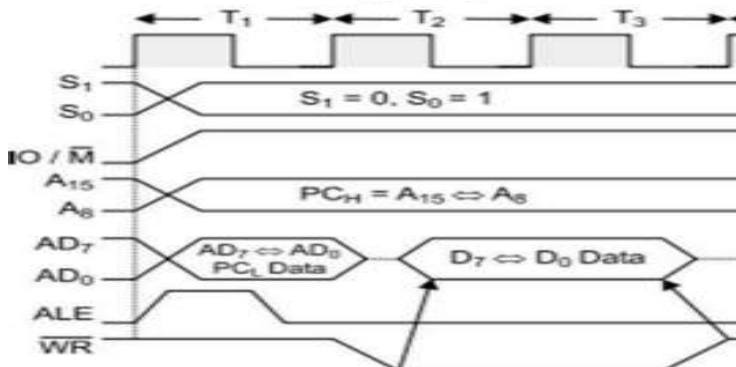 T1 T2 T3
S1
S0
S1 = 0, S0 = 1
IO / M̅
A15
A8
PCH = A15 ⇔ A8
AD7
AD0
AD7 ⇔ AD0
PCL Data
D7 ⇔ D0 Data
ALE
W̅R̅